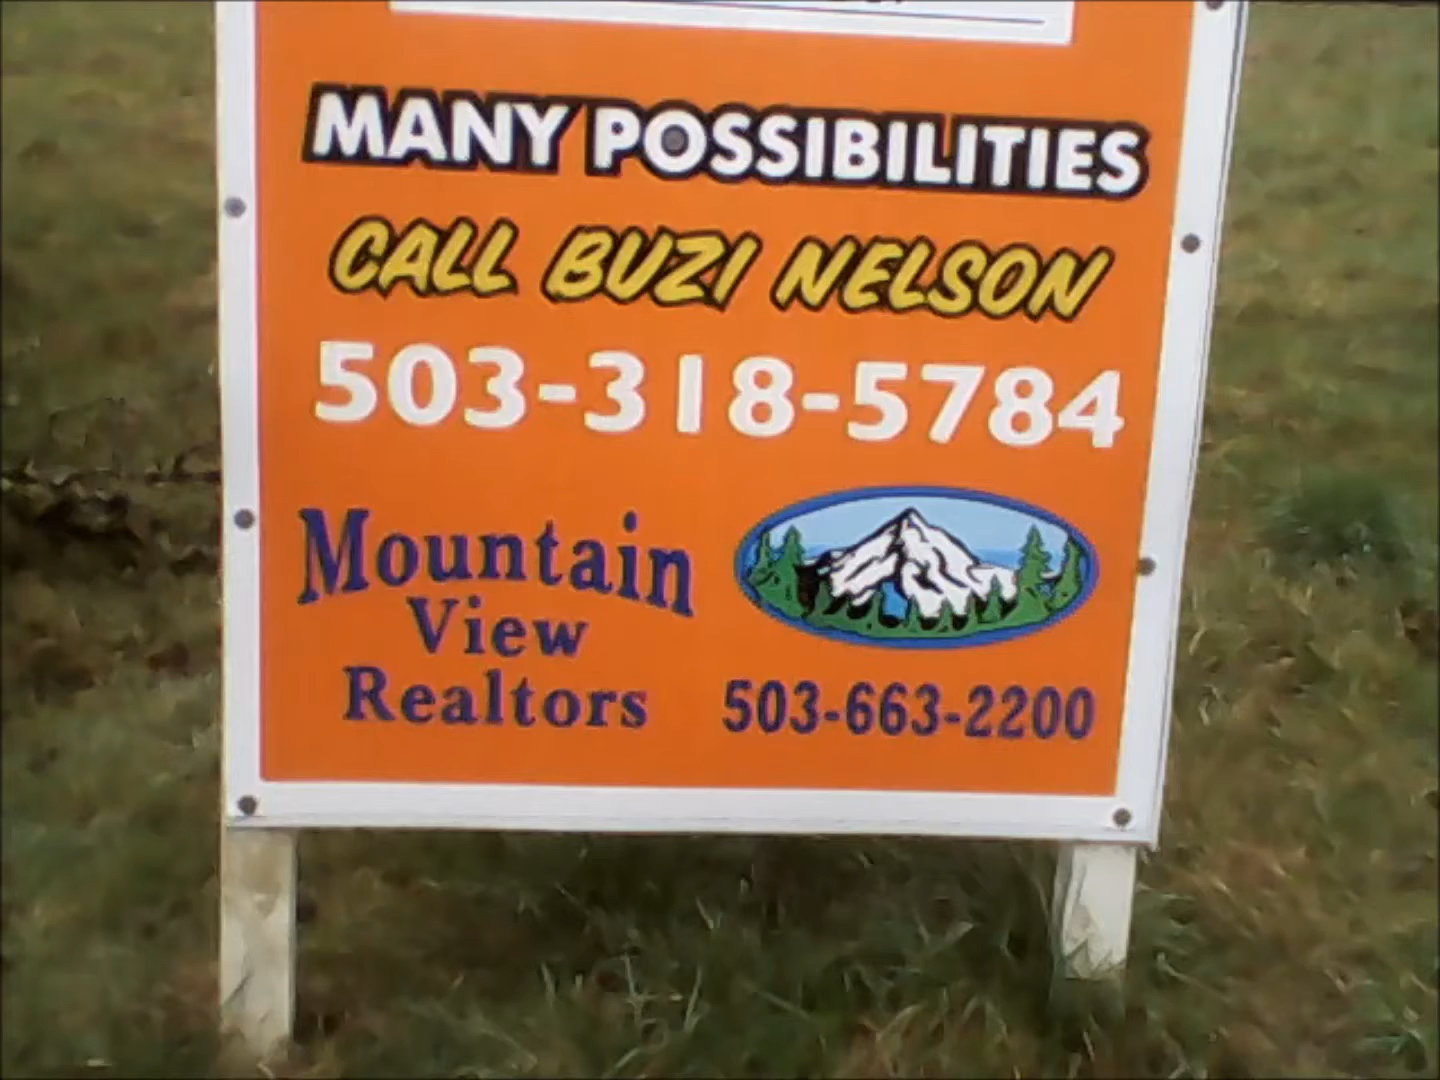 MANY POSSIBILITIES
CALL BUZI NELSON
503-318-5784
Mountain
View
Realtors
503-663-2200